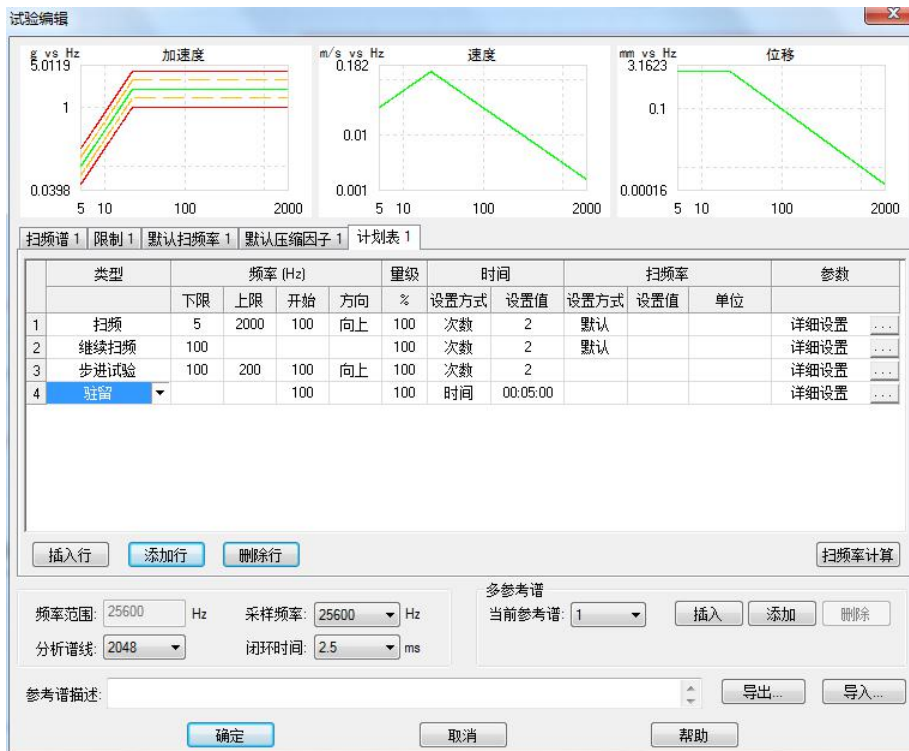 试验编辑
g vs Hz 加速度 m/s vs Hz 速度 mm vs Hz 位移
5.0119 0.182 3.1623
1 0.01 0.1
0.0398 0.001 0.00016
5 10 100 2000 5 10 100 2000 5 10 100 2000
扫频谱 1 限制 1 默认扫频率 1 默认压缩因子 1 计划表 1
类型 频率 (Hz) 量级 时间 扫频率 参数
下限 上限 开始 方向 % 设置方式 设置值 设置方式 设置值 单位
1 扫频 5 2000 100 向上 100 次数 2 默认 详细设置 ...
2 继续扫频 100 100 次数 2 默认 详细设置 ...
3 步进试验 100 200 100 向上 100 次数 2 详细设置 ...
4 驻留 100 100 时间 00:05:00 详细设置 ...
插入行 添加行 删除行 扫频率计算
多参考谱
频率范围: 25600 Hz 采样频率: 25600 Hz 当前参考谱: 1 插入 添加 删除
分析谱线: 2048 闭环时间: 2.5 ms
参考谱描述: 导出... 导入...
确定 取消 帮助